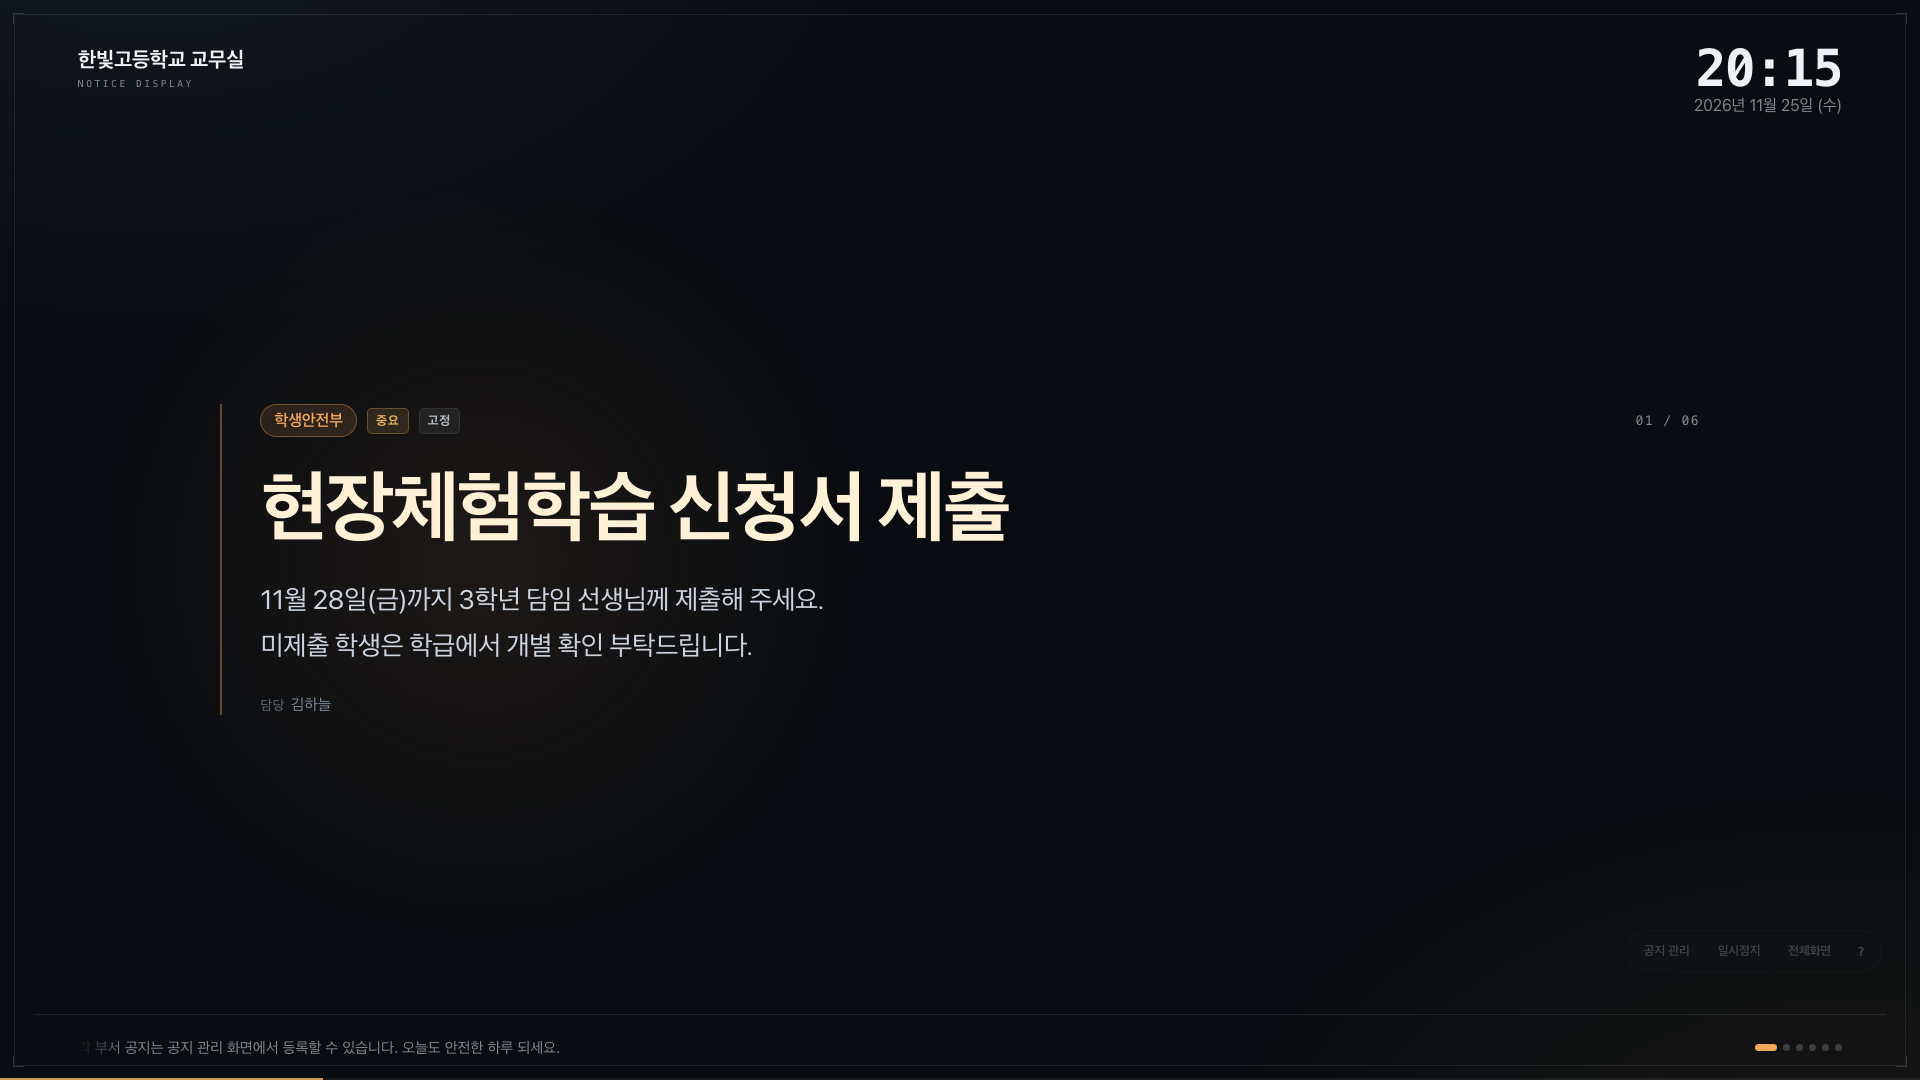 한빛고등학교 교무실
NOTICE DISPLAY
20:15
2026년 11월 25일 (수)
학생안전부 중요 고정
01 / 06
현장체험학습 신청서 제출
11월 28일(금)까지 3학년 담임 선생님께 제출해 주세요.
미제출 학생은 학급에서 개별 확인 부탁드립니다.
담당 김하늘
공지 관리 일시정지 전체화면 ?
부서 공지는 공지 관리 화면에서 등록할 수 있습니다. 오늘도 안전한 하루 되세요.